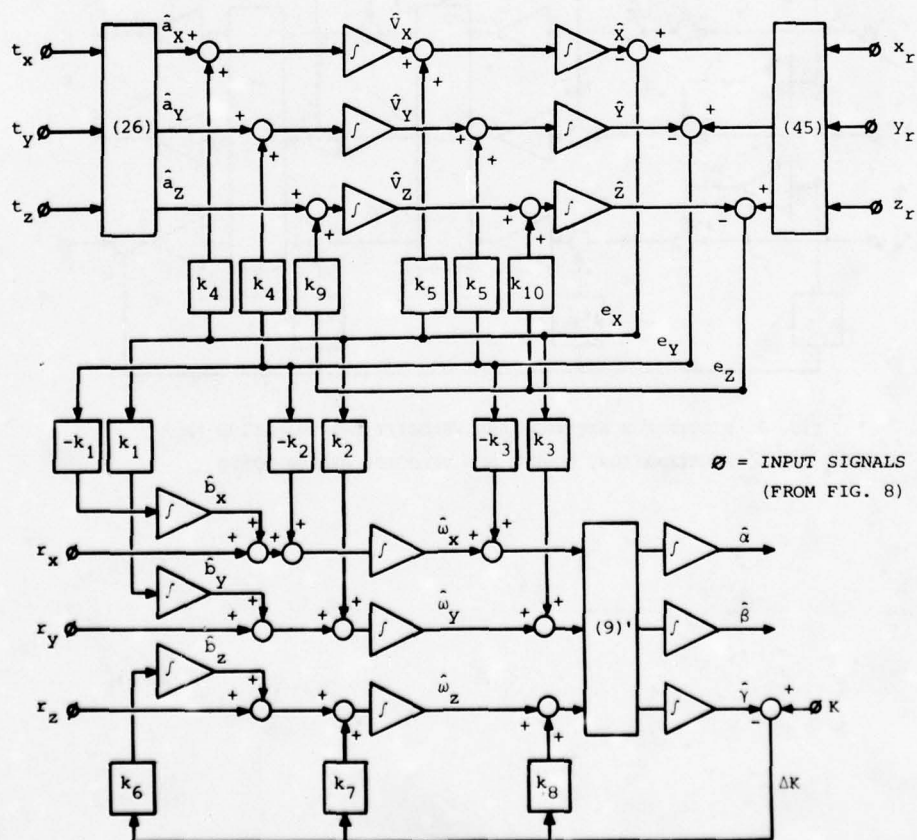 t_x
â_X
+
+
∫
V̂_X
+
+
∫
X̂
-
+
x_r
t_y
(26)
â_Y
+
+
∫
V̂_Y
+
+
∫
Ŷ
-
+
(45)
y_r
t_z
â_Z
+
+
∫
V̂_Z
+
+
∫
Ẑ
-
+
z_r
k_4
k_4
k_9
k_5
k_5
k_10
e_X
e_Y
e_Z
-k_1
k_1
-k_2
k_2
-k_3
k_3
Ø = INPUT SIGNALS
(FROM FIG. 8)
∫
b̂_x
r_x
+
+
+
+
∫
ω̂_x
+
+
∫
α̂
∫
b̂_y
r_y
+
+
+
+
∫
ω̂_y
+
+
(9)'
∫
β̂
∫
b̂_z
r_z
+
+
+
+
∫
ω̂_z
+
+
∫
γ̂
-
+
K
k_6
k_7
k_8
ΔK